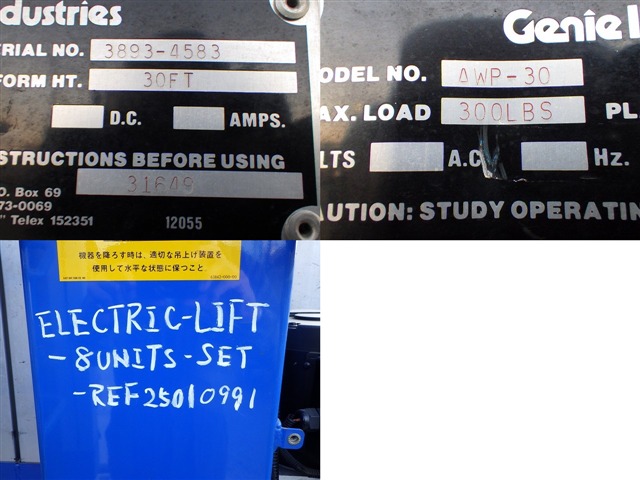 dustries
RIAL NO. 3893-4583
FORM HT. 30FT
D.C. AMPS.
STRUCTIONS BEFORE USING
31649
O. Box 69
73-0069
" Telex 152351
12055
Genie I
ODEL NO. AWP-30
AX. LOAD 300LBS PL
LTS A.C. Hz.
AUTION: STUDY OPERATIN
機器を降ろす時は、適切な吊上げ装置を
使用して水平な状態に保つこと。
ELECTRIC-LIFT
-8UNITS-SET
-REF25010991